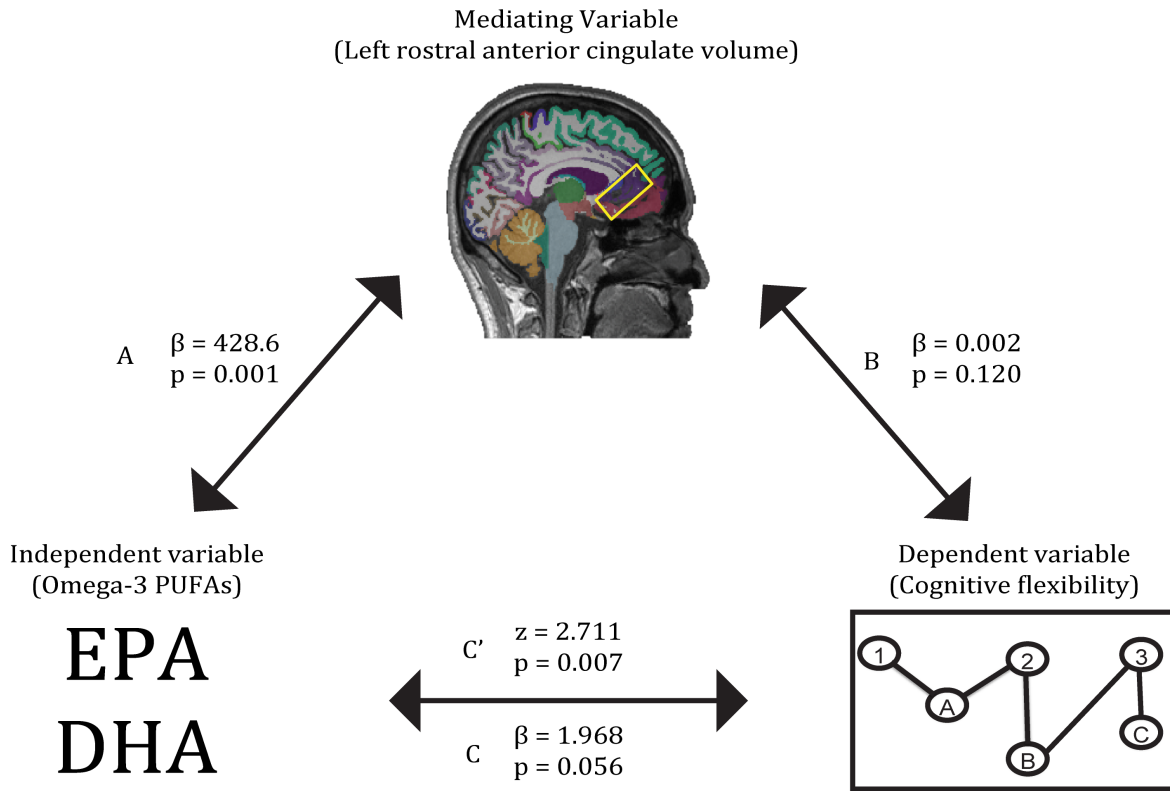 Mediating Variable
(Left rostral anterior cingulate volume)
A
β = 428.6
p = 0.001
B
β = 0.002
p = 0.120
Independent variable
(Omega-3 PUFAs)
EPA
DHA
C’
z = 2.711
p = 0.007
C
β = 1.968
p = 0.056
Dependent variable
(Cognitive flexibility)
1
2
3
A
B
C